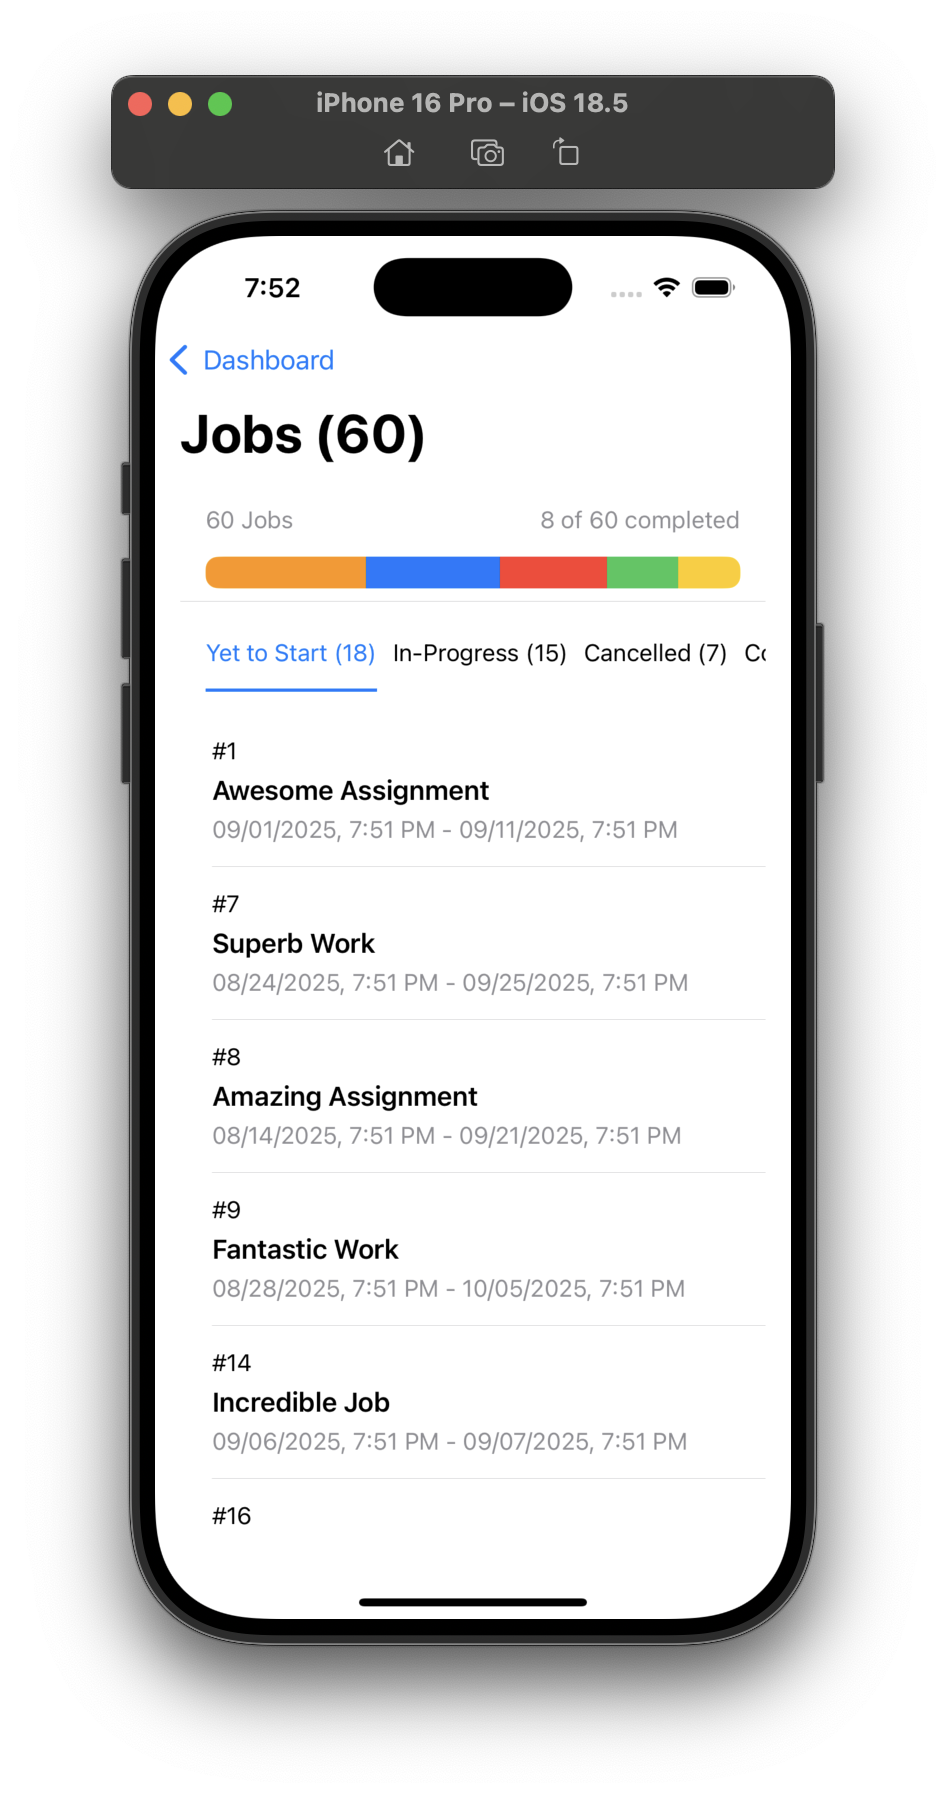 iPhone 16 Pro – iOS 18.5
7:52
Dashboard
Jobs (60)
60 Jobs 8 of 60 completed
Yet to Start (18) In-Progress (15) Cancelled (7)
#1
Awesome Assignment
09/01/2025, 7:51 PM - 09/11/2025, 7:51 PM
#7
Superb Work
08/24/2025, 7:51 PM - 09/25/2025, 7:51 PM
#8
Amazing Assignment
08/14/2025, 7:51 PM - 09/21/2025, 7:51 PM
#9
Fantastic Work
08/28/2025, 7:51 PM - 10/05/2025, 7:51 PM
#14
Incredible Job
09/06/2025, 7:51 PM - 09/07/2025, 7:51 PM
#16